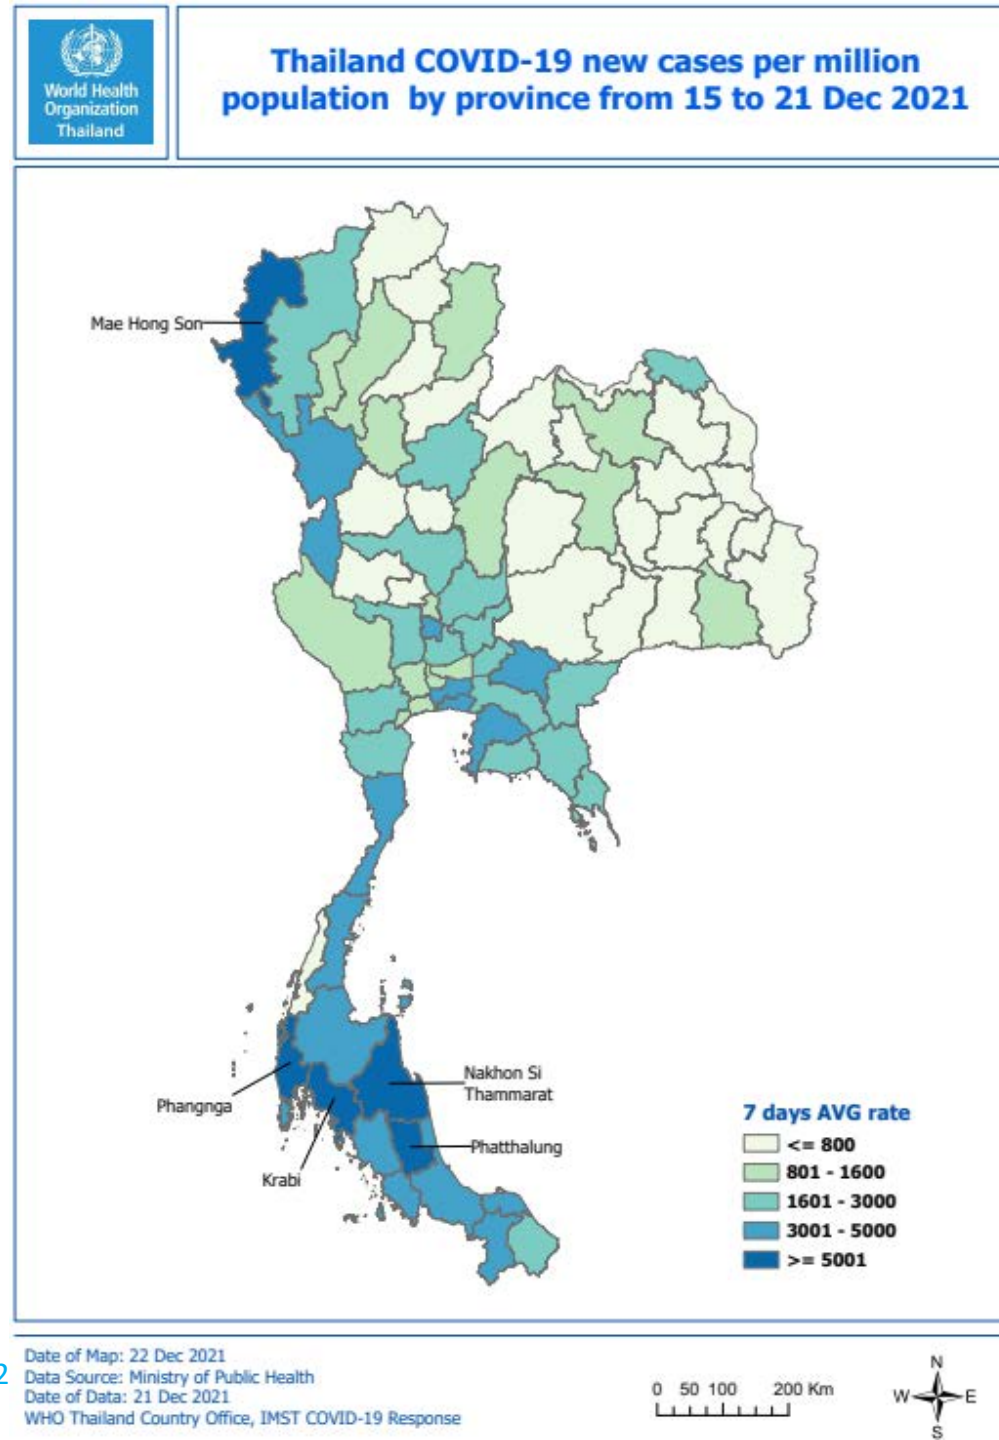 World Health
Organization
Thailand
Thailand COVID-19 new cases per million
population by province from 15 to 21 Dec 2021
Mae Hong Son
Phangnga
Krabi
Nakhon Si
Thammarat
Phatthalung
7 days AVG rate
<= 800
801 - 1600
1601 - 3000
3001 - 5000
>= 5001
2
Date of Map: 22 Dec 2021
Data Source: Ministry of Public Health
Date of Data: 21 Dec 2021
WHO Thailand Country Office, IMST COVID-19 Response
0 50 100 200 Km
N
W E
S